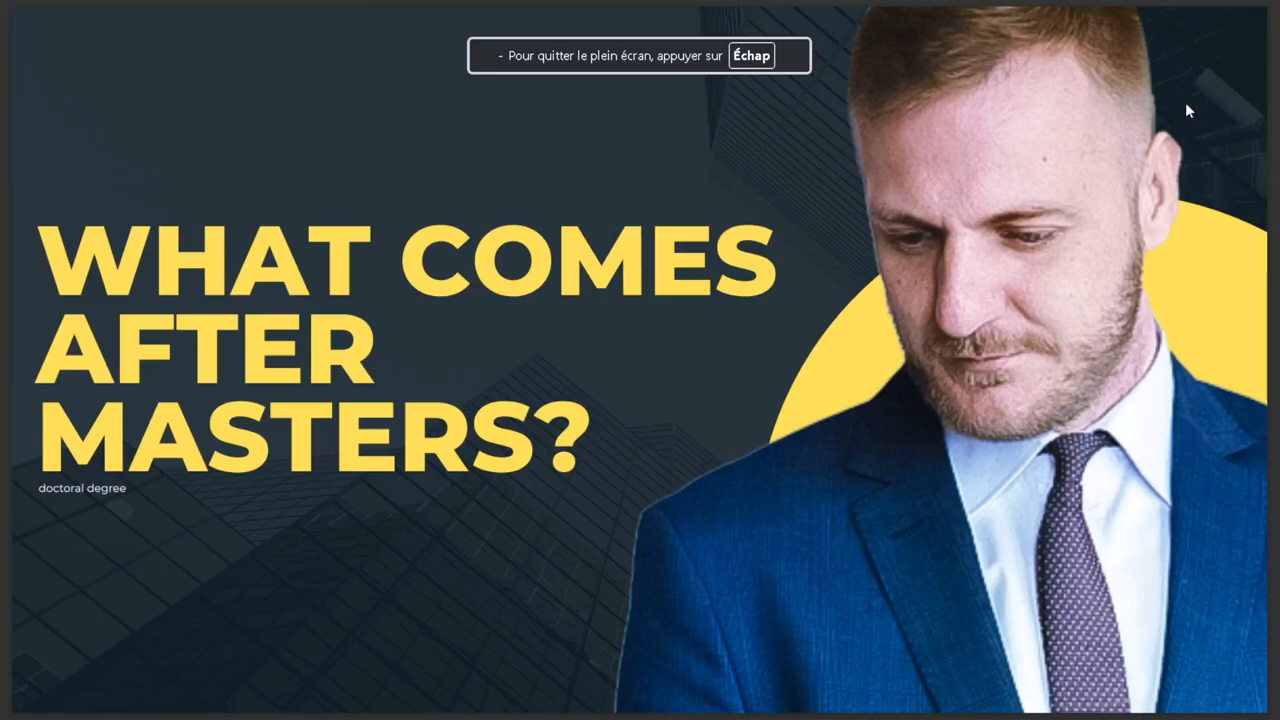 - Pour quitter le plein écran, appuyer sur Échap
WHAT COMES
AFTER
MASTERS?
doctoral degree